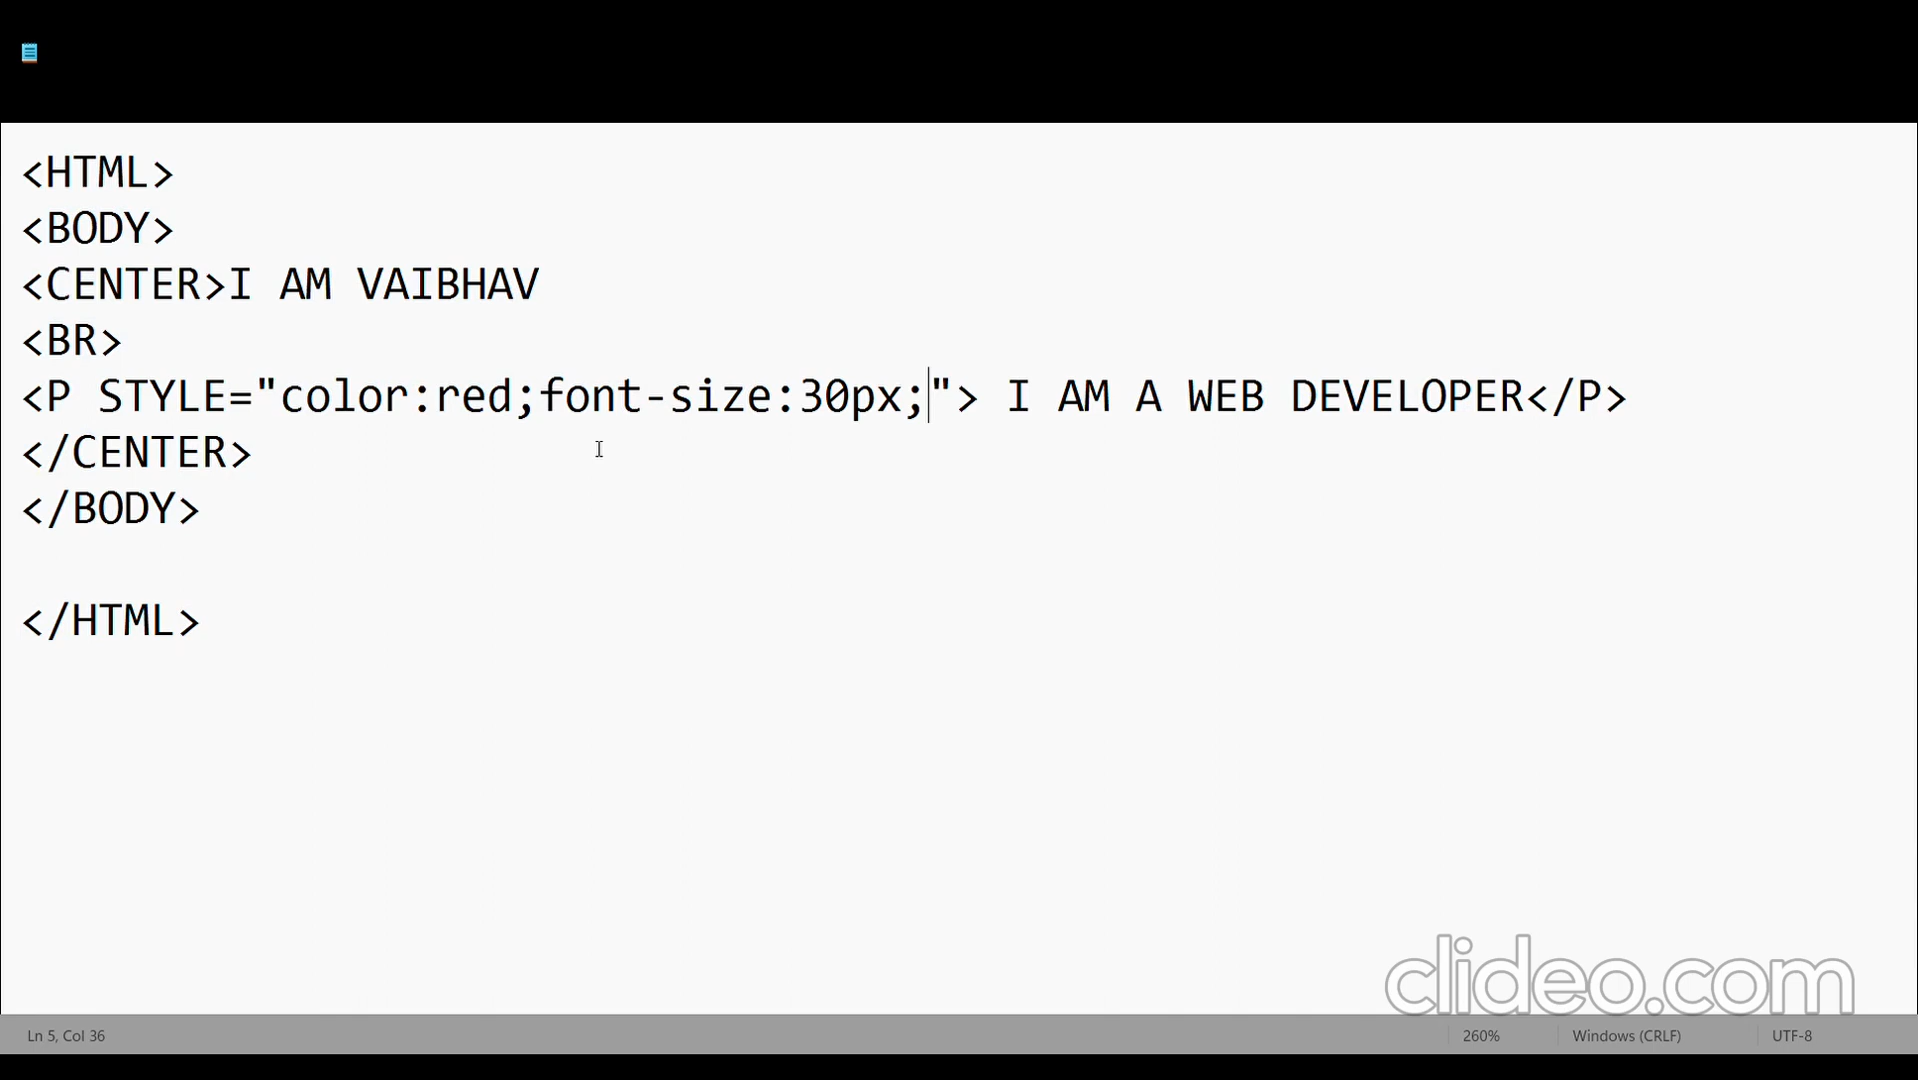 <HTML>
<BODY>
<CENTER>I AM VAIBHAV
<BR>
<P STYLE="color:red;font-size:30px;"> I AM A WEB DEVELOPER</P>
</CENTER>
</BODY>
</HTML>
clideo.com
Ln 5, Col 36 260% Windows (CRLF) UTF-8